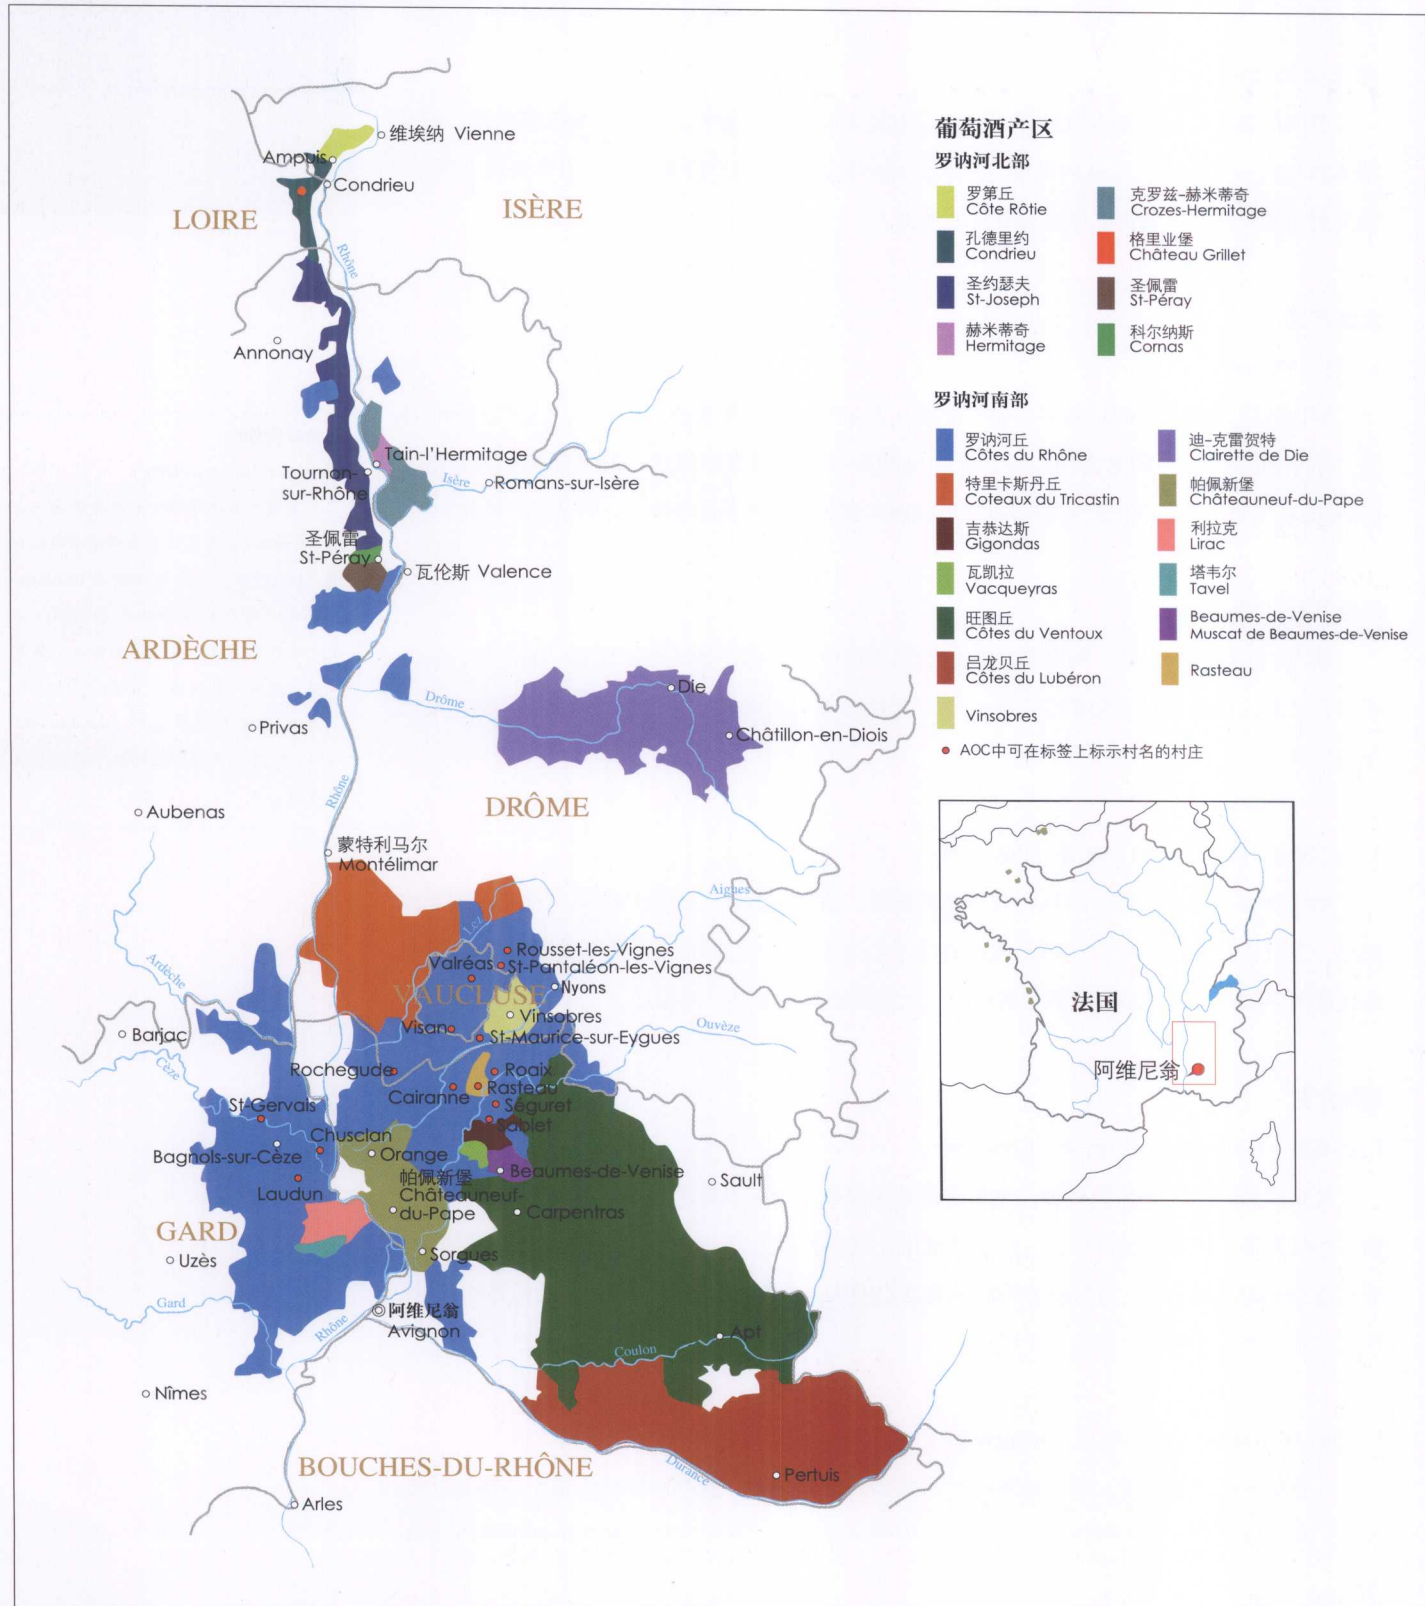 维埃纳 Vienne
Ampuis
Condrieu
LOIRE
ISÈRE
Rhône
Annonay
Tain-l'Hermitage
Tournon-
sur-Rhône
Isère
Romans-sur-Isère
圣佩雷
St-Péray
瓦伦斯 Valence
ARDÈCHE
Drôme
Die
Châtillon-en-Diois
Privas
Rhône
DRÔME
Aubenas
蒙特利马尔
Montélimar
Aigues
Lez
Rousset-les-Vignes
Valréas
St-Pantaléon-les-Vignes
Ardèche
VAUCLUSE
Nyons
Vinsobres
Visan
St-Maurice-sur-Eygues
Ouvèze
Barjac
Cèze
Rochegude
Roaix
Cairanne
Rasteau
Séguret
St-Gervais
Sablet
Chusclan
Bagnols-sur-Cèze
Orange
Beaumes-de-Venise
帕佩新堡
Châteauneuf-
du-Pape
Laudun
Sault
Carpentras
GARD
Uzès
Sorgues
Gard
Rhône
阿维尼翁
Avignon
Apt
Coulon
Nîmes
BOUCHES-DU-RHÔNE
Durance
Pertuis
Arles
葡萄酒产区
罗讷河北部
罗第丘
Côte Rôtie
克罗兹-赫米蒂奇
Crozes-Hermitage
孔德里约
Condrieu
格里业堡
Château Grillet
圣约瑟夫
St-Joseph
圣佩雷
St-Péray
赫米蒂奇
Hermitage
科尔纳斯
Cornas
罗讷河南部
罗讷河丘
Côtes du Rhône
迪-克雷贺特
Clairette de Die
特里卡斯丹丘
Coteaux du Tricastin
帕佩新堡
Châteauneuf-du-Pape
吉恭达斯
Gigondas
利拉克
Lirac
瓦凯拉
Vacqueyras
塔韦尔
Tavel
旺图丘
Côtes du Ventoux
Beaumes-de-Venise
Muscat de Beaumes-de-Venise
吕龙贝丘
Côtes du Lubéron
Rasteau
Vinsobres
AOC中可在标签上标示村名的村庄
法国
阿维尼翁